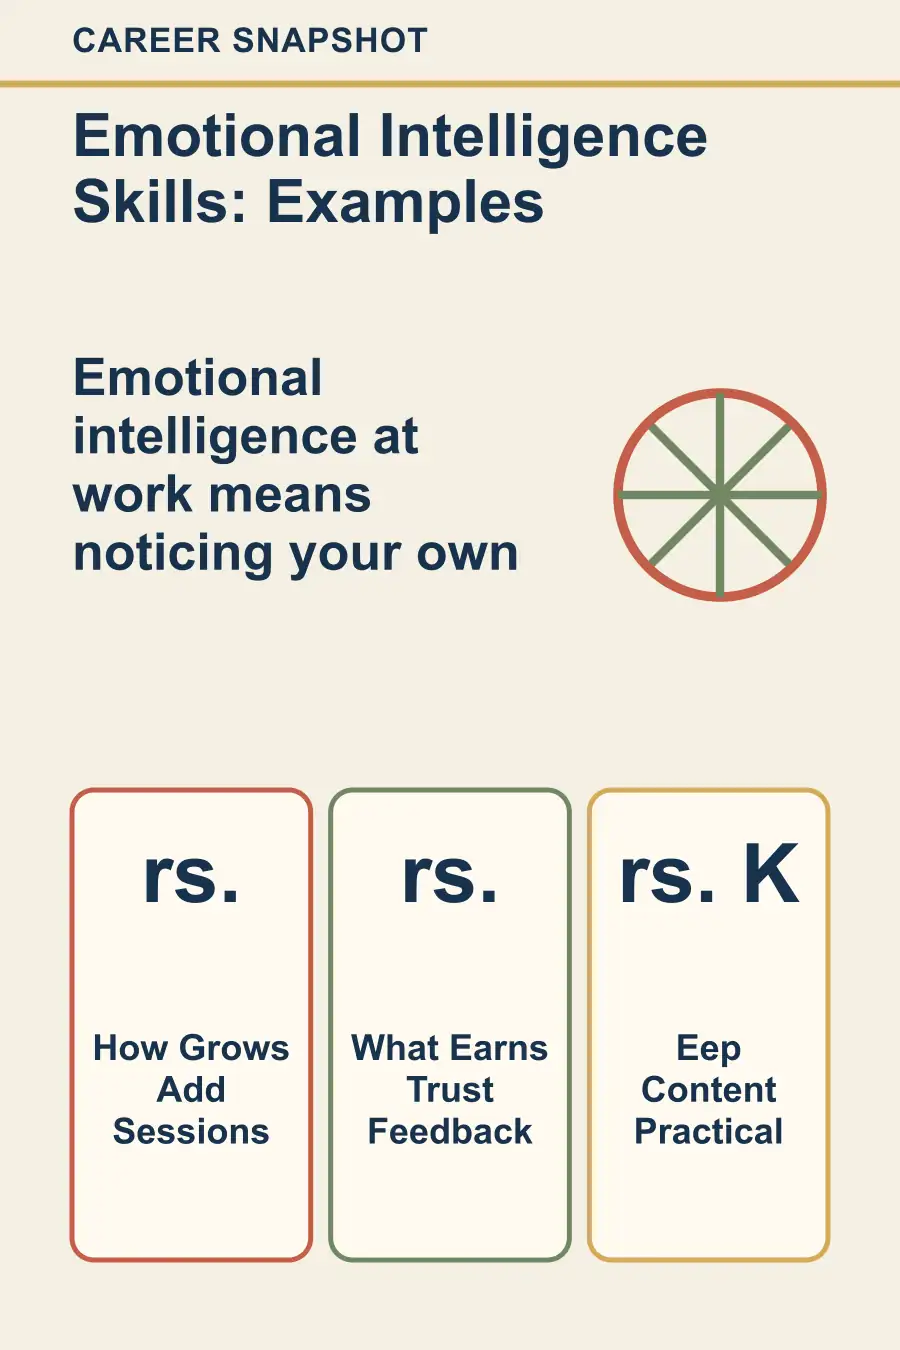 CAREER SNAPSHOT
Emotional Intelligence
Skills: Examples
Emotional
intelligence at
work means
noticing your own
rs.
How Grows
Add
Sessions
rs.
What Earns
Trust
Feedback
rs. K
Eep
Content
Practical